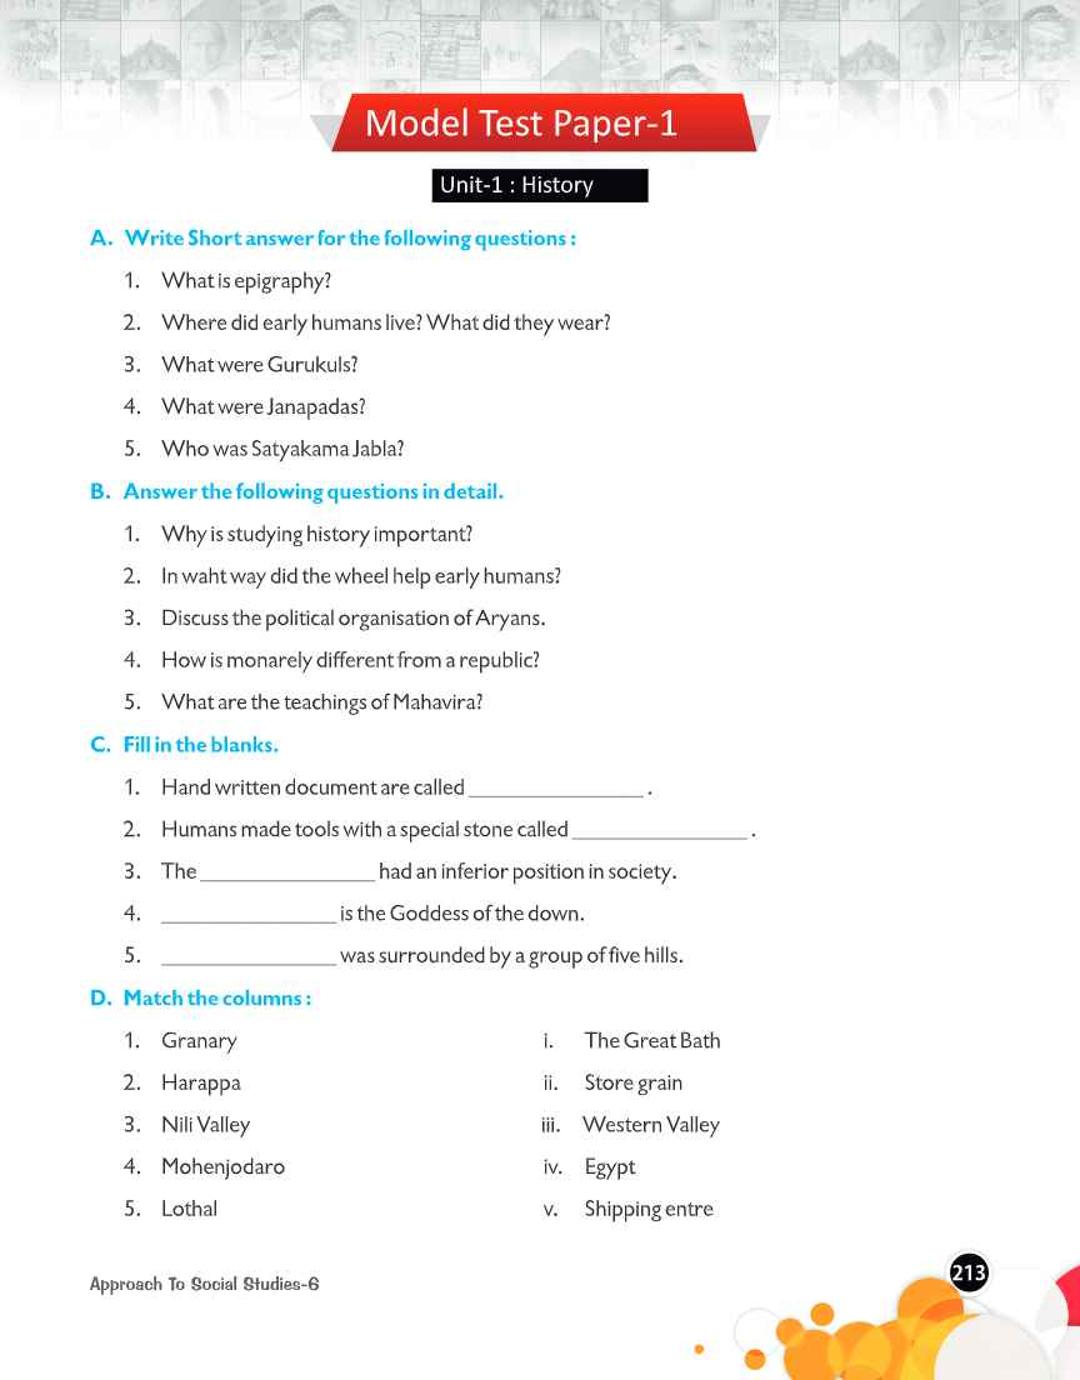 Model Test Paper-1
Unit-1 : History
A. Write Short answer for the following questions :
1. What is epigraphy?
2. Where did early humans live? What did they wear?
3. What were Gurukuls?
4. What were Janapadas?
5. Who was Satyakama Jabla?
B. Answer the following questions in detail.
1. Why is studying history important?
2. In waht way did the wheel help early humans?
3. Discuss the political organisation of Aryans.
4. How is monarely different from a republic?
5. What are the teachings of Mahavira?
C. Fill in the blanks.
1. Hand written document are called ________________ .
2. Humans made tools with a special stone called ________________ .
3. The ________________ had an inferior position in society.
4. ________________ is the Goddess of the down.
5. ________________ was surrounded by a group of five hills.
D. Match the columns :
1. Granary i. The Great Bath
2. Harappa ii. Store grain
3. Nili Valley iii. Western Valley
4. Mohenjodaro iv. Egypt
5. Lothal v. Shipping entre
Approach To Social Studies-6
213